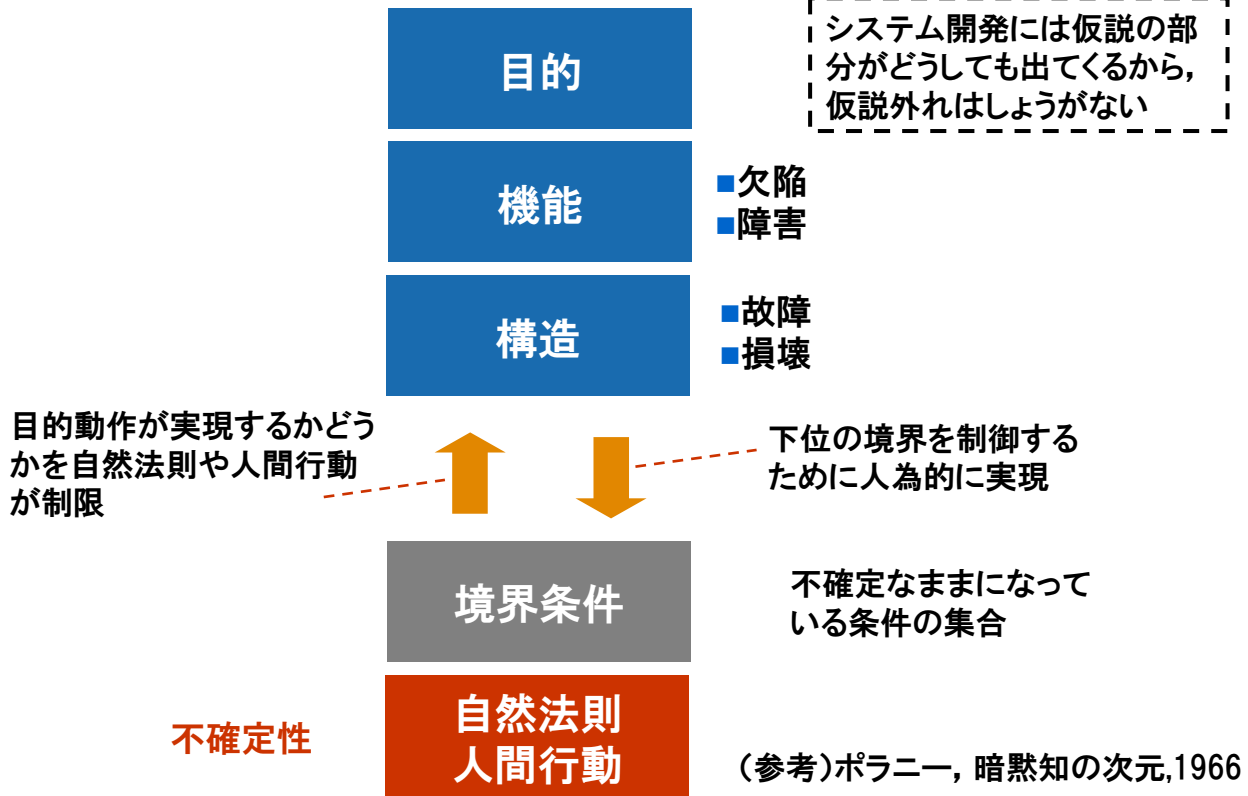 目的
システム開発には仮説の部
分がどうしても出てくるから,
仮説外れはしょうがない
機能
■欠陥
■障害
構造
■故障
■損壊
目的動作が実現するかどう
かを自然法則や人間行動
が制限
下位の境界を制御する
ために人為的に実現
境界条件
不確定なままになって
いる条件の集合
不確定性
自然法則
人間行動
(参考)ポラニー, 暗黙知の次元,1966